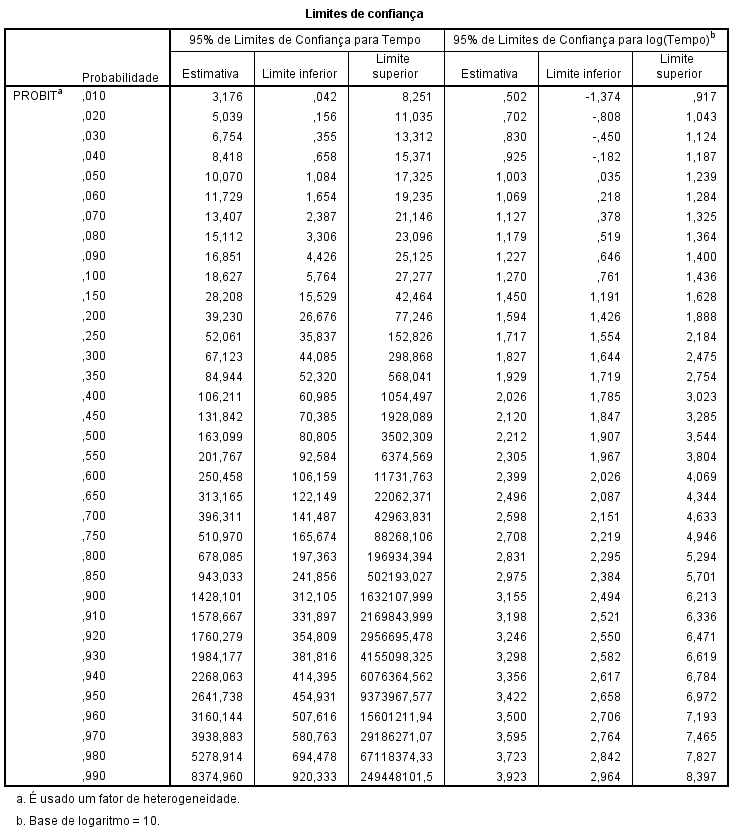 Limites de confiança
95% de Limites de Confiança para Tempo 95% de Limites de Confiança para log(Tempo)b
Probabilidade Estimativa Limite inferior Limite superior Estimativa Limite inferior Limite superior
PROBITa ,010 3,176 ,042 8,251 ,502 -1,374 ,917
,020 5,039 ,156 11,035 ,702 -,808 1,043
,030 6,754 ,355 13,312 ,830 -,450 1,124
,040 8,418 ,658 15,371 ,925 -,182 1,187
,050 10,070 1,084 17,325 1,003 ,035 1,239
,060 11,729 1,654 19,235 1,069 ,218 1,284
,070 13,407 2,387 21,146 1,127 ,378 1,325
,080 15,112 3,306 23,096 1,179 ,519 1,364
,090 16,851 4,426 25,125 1,227 ,646 1,400
,100 18,627 5,764 27,277 1,270 ,761 1,436
,150 28,208 15,529 42,464 1,450 1,191 1,628
,200 39,230 26,676 77,246 1,594 1,426 1,888
,250 52,061 35,837 152,826 1,717 1,554 2,184
,300 67,123 44,085 298,868 1,827 1,644 2,475
,350 84,944 52,320 568,041 1,929 1,719 2,754
,400 106,211 60,985 1054,497 2,026 1,785 3,023
,450 131,842 70,385 1928,089 2,120 1,847 3,285
,500 163,099 80,805 3502,309 2,212 1,907 3,544
,550 201,767 92,584 6374,569 2,305 1,967 3,804
,600 250,458 106,159 11731,763 2,399 2,026 4,069
,650 313,165 122,149 22062,371 2,496 2,087 4,344
,700 396,311 141,487 42963,831 2,598 2,151 4,633
,750 510,970 165,674 88268,106 2,708 2,219 4,946
,800 678,085 197,363 196934,394 2,831 2,295 5,294
,850 943,033 241,856 502193,027 2,975 2,384 5,701
,900 1428,101 312,105 1632107,999 3,155 2,494 6,213
,910 1578,667 331,897 2169843,999 3,198 2,521 6,336
,920 1760,279 354,809 2956695,478 3,246 2,550 6,471
,930 1984,177 381,816 4155098,325 3,298 2,582 6,619
,940 2268,063 414,395 6076364,562 3,356 2,617 6,784
,950 2641,738 454,931 9373967,577 3,422 2,658 6,972
,960 3160,144 507,616 15601211,94 3,500 2,706 7,193
,970 3938,883 580,763 29186271,07 3,595 2,764 7,465
,980 5278,914 694,478 67118374,33 3,723 2,842 7,827
,990 8374,960 920,333 249448101,5 3,923 2,964 8,397
a. É usado um fator de heterogeneidade.
b. Base de logaritmo = 10.